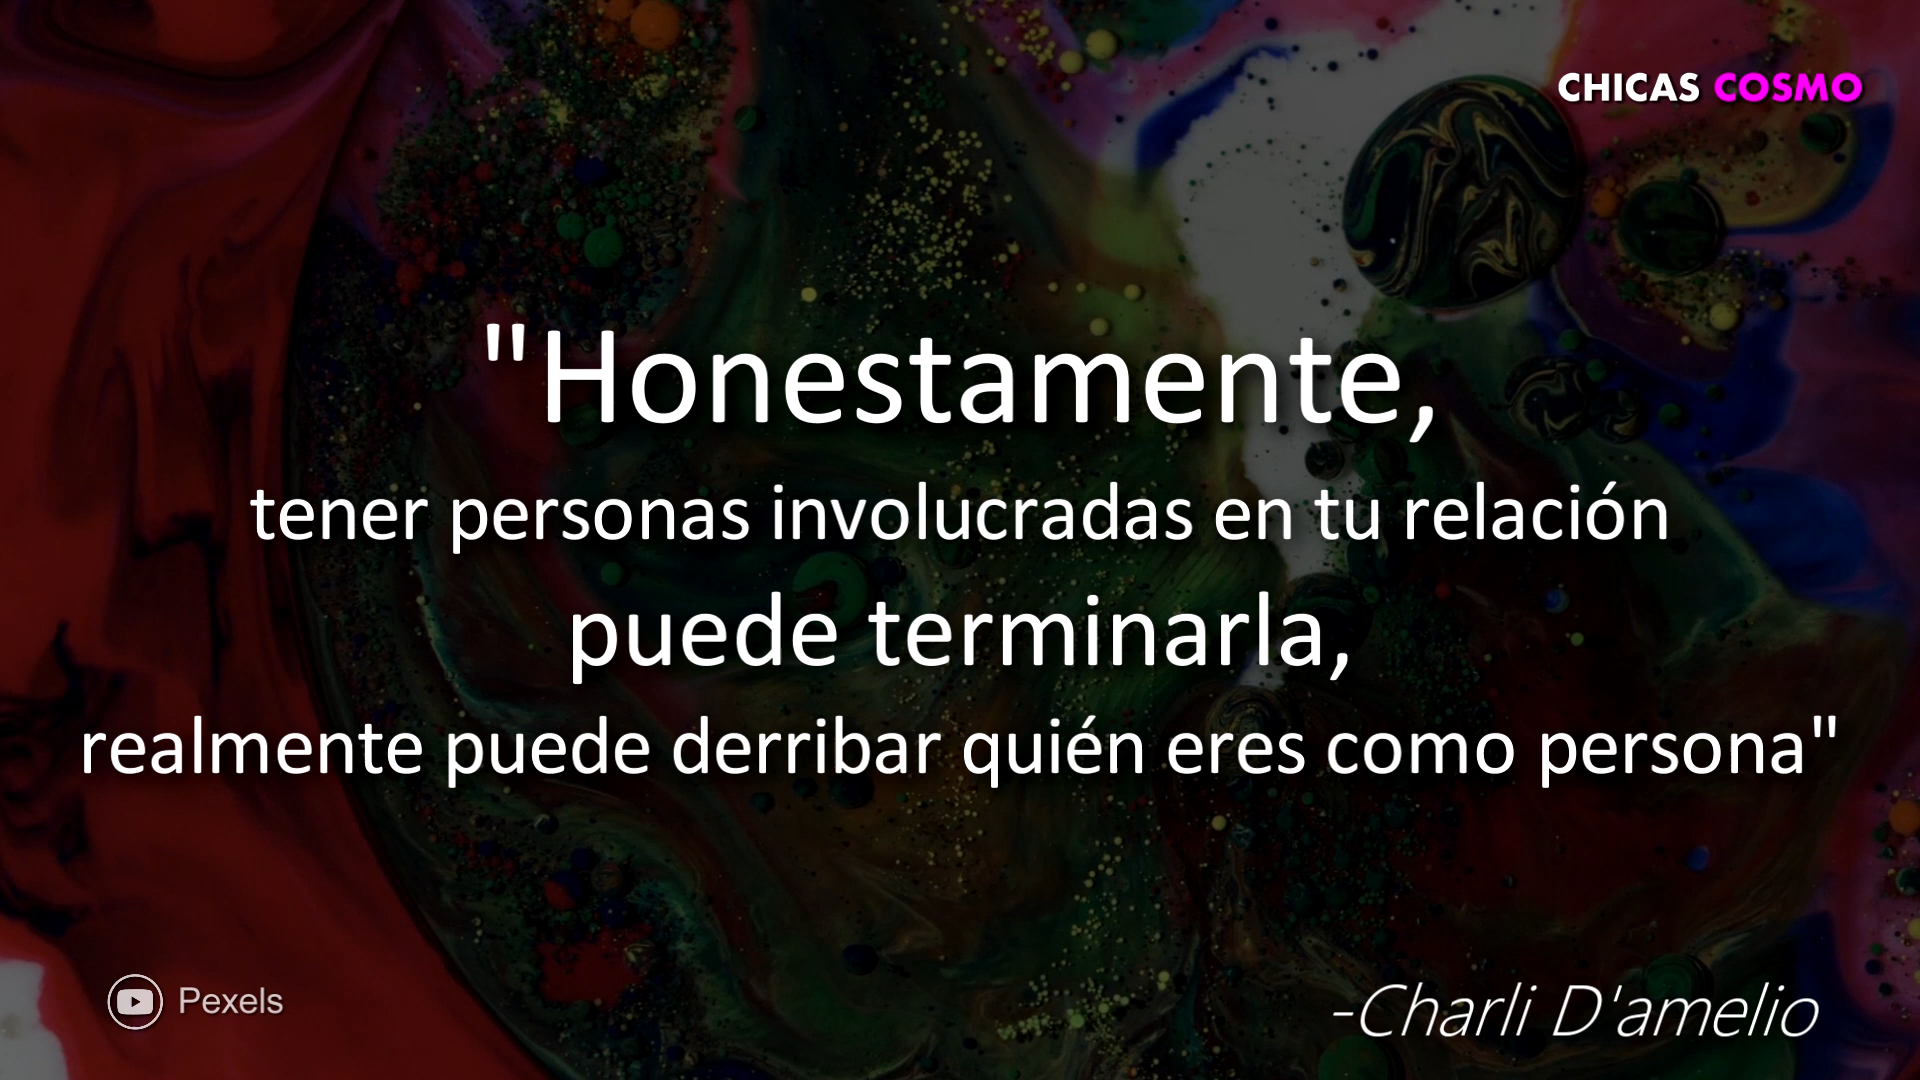 CHICAS COSMO
"Honestamente,
tener personas involucradas en tu relación
puede terminarla,
realmente puede derribar quién eres como persona"
Pexels
-Charli D'amelio